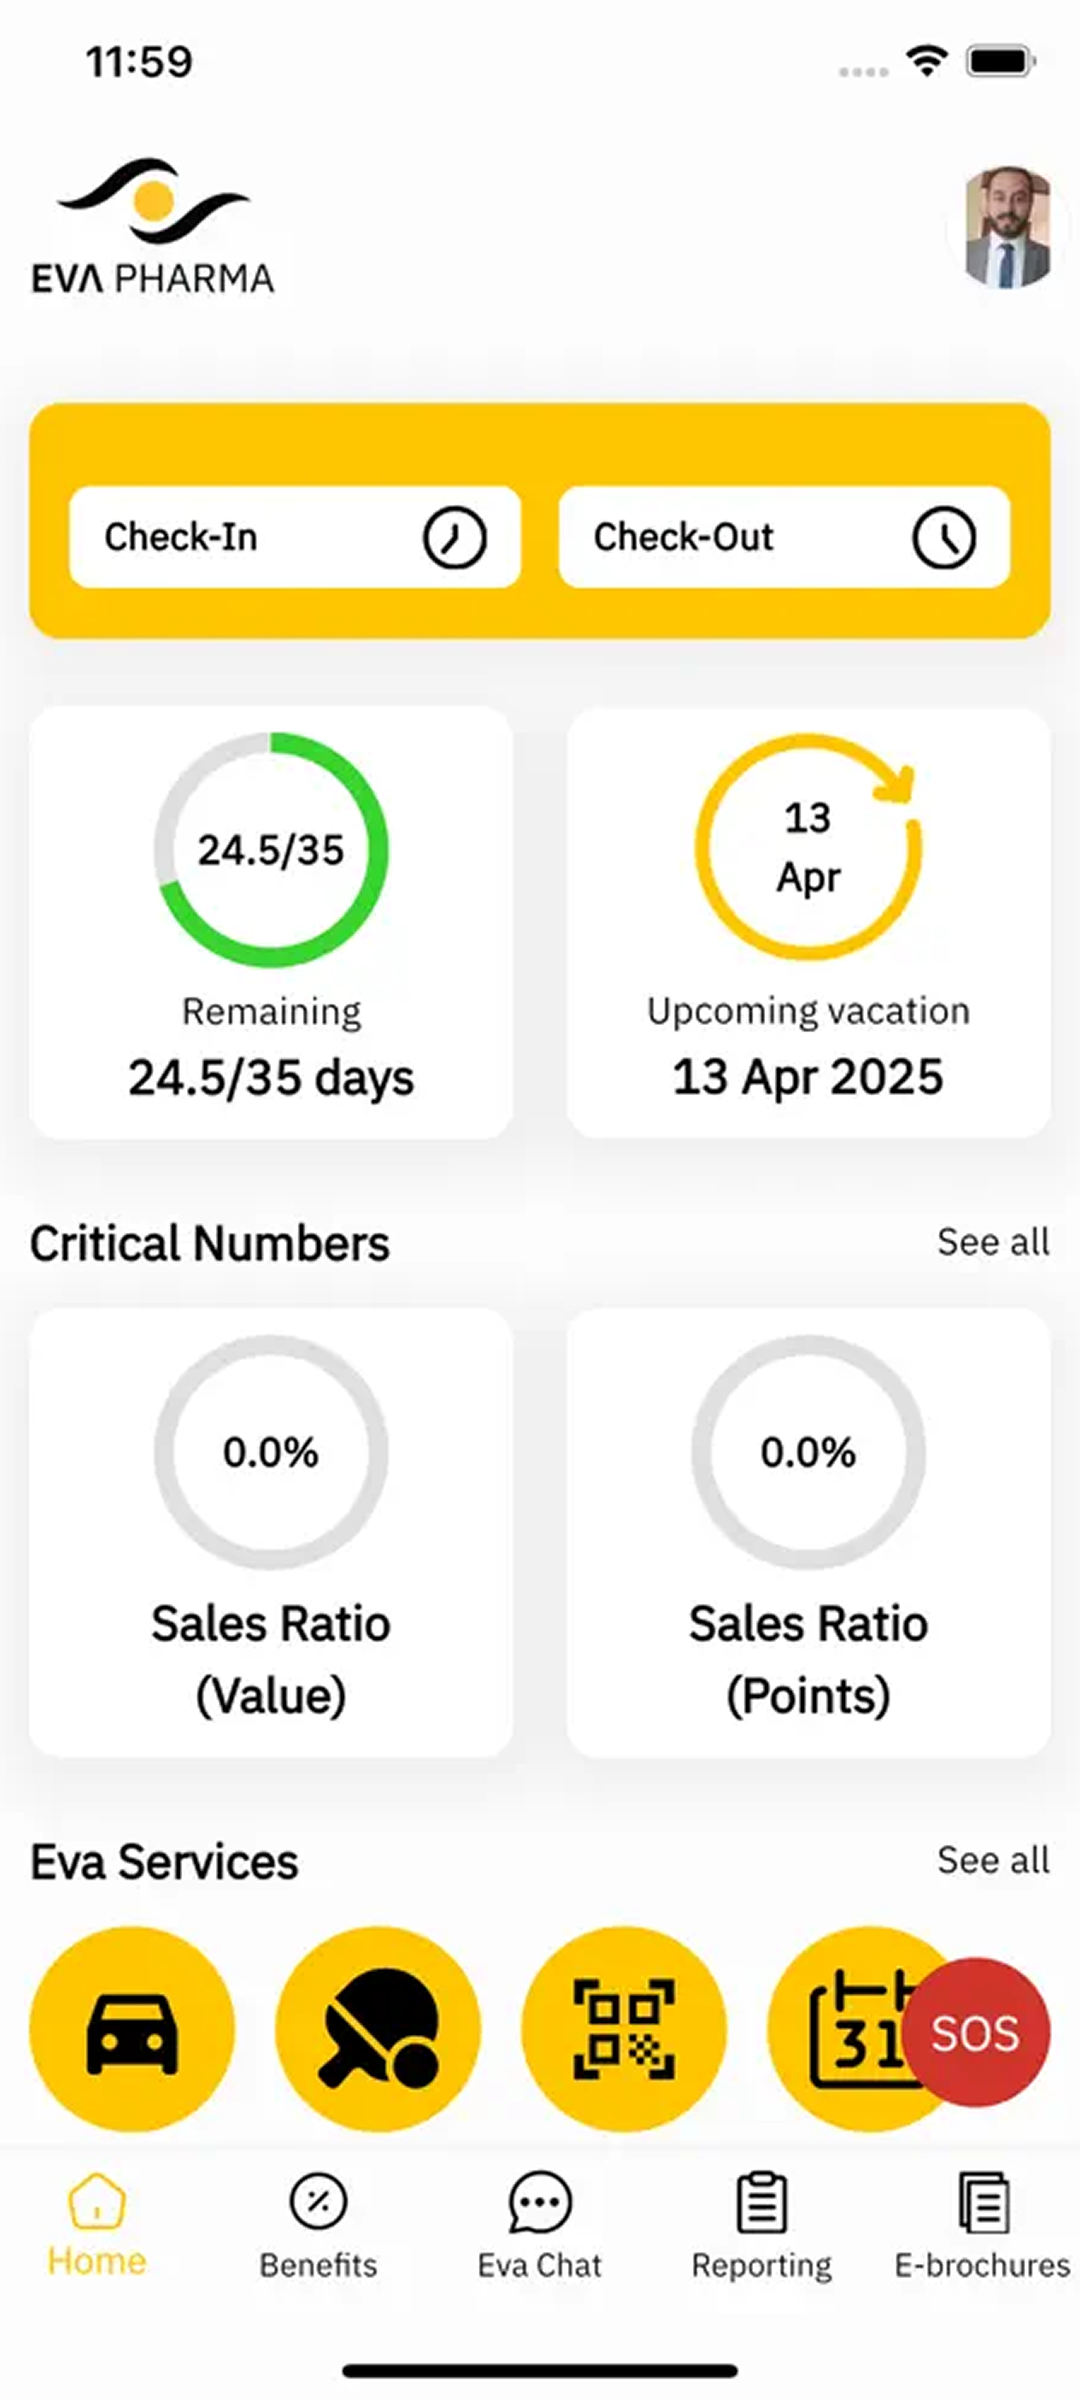 11:59
EVΛ PHARMA
Check-In
Check-Out
24.5/35
Remaining
24.5/35 days
13
Apr
Upcoming vacation
13 Apr 2025
Critical Numbers
See all
0.0%
Sales Ratio
(Value)
0.0%
Sales Ratio
(Points)
Eva Services
See all
31
SOS
Home
Benefits
Eva Chat
Reporting
E-brochures